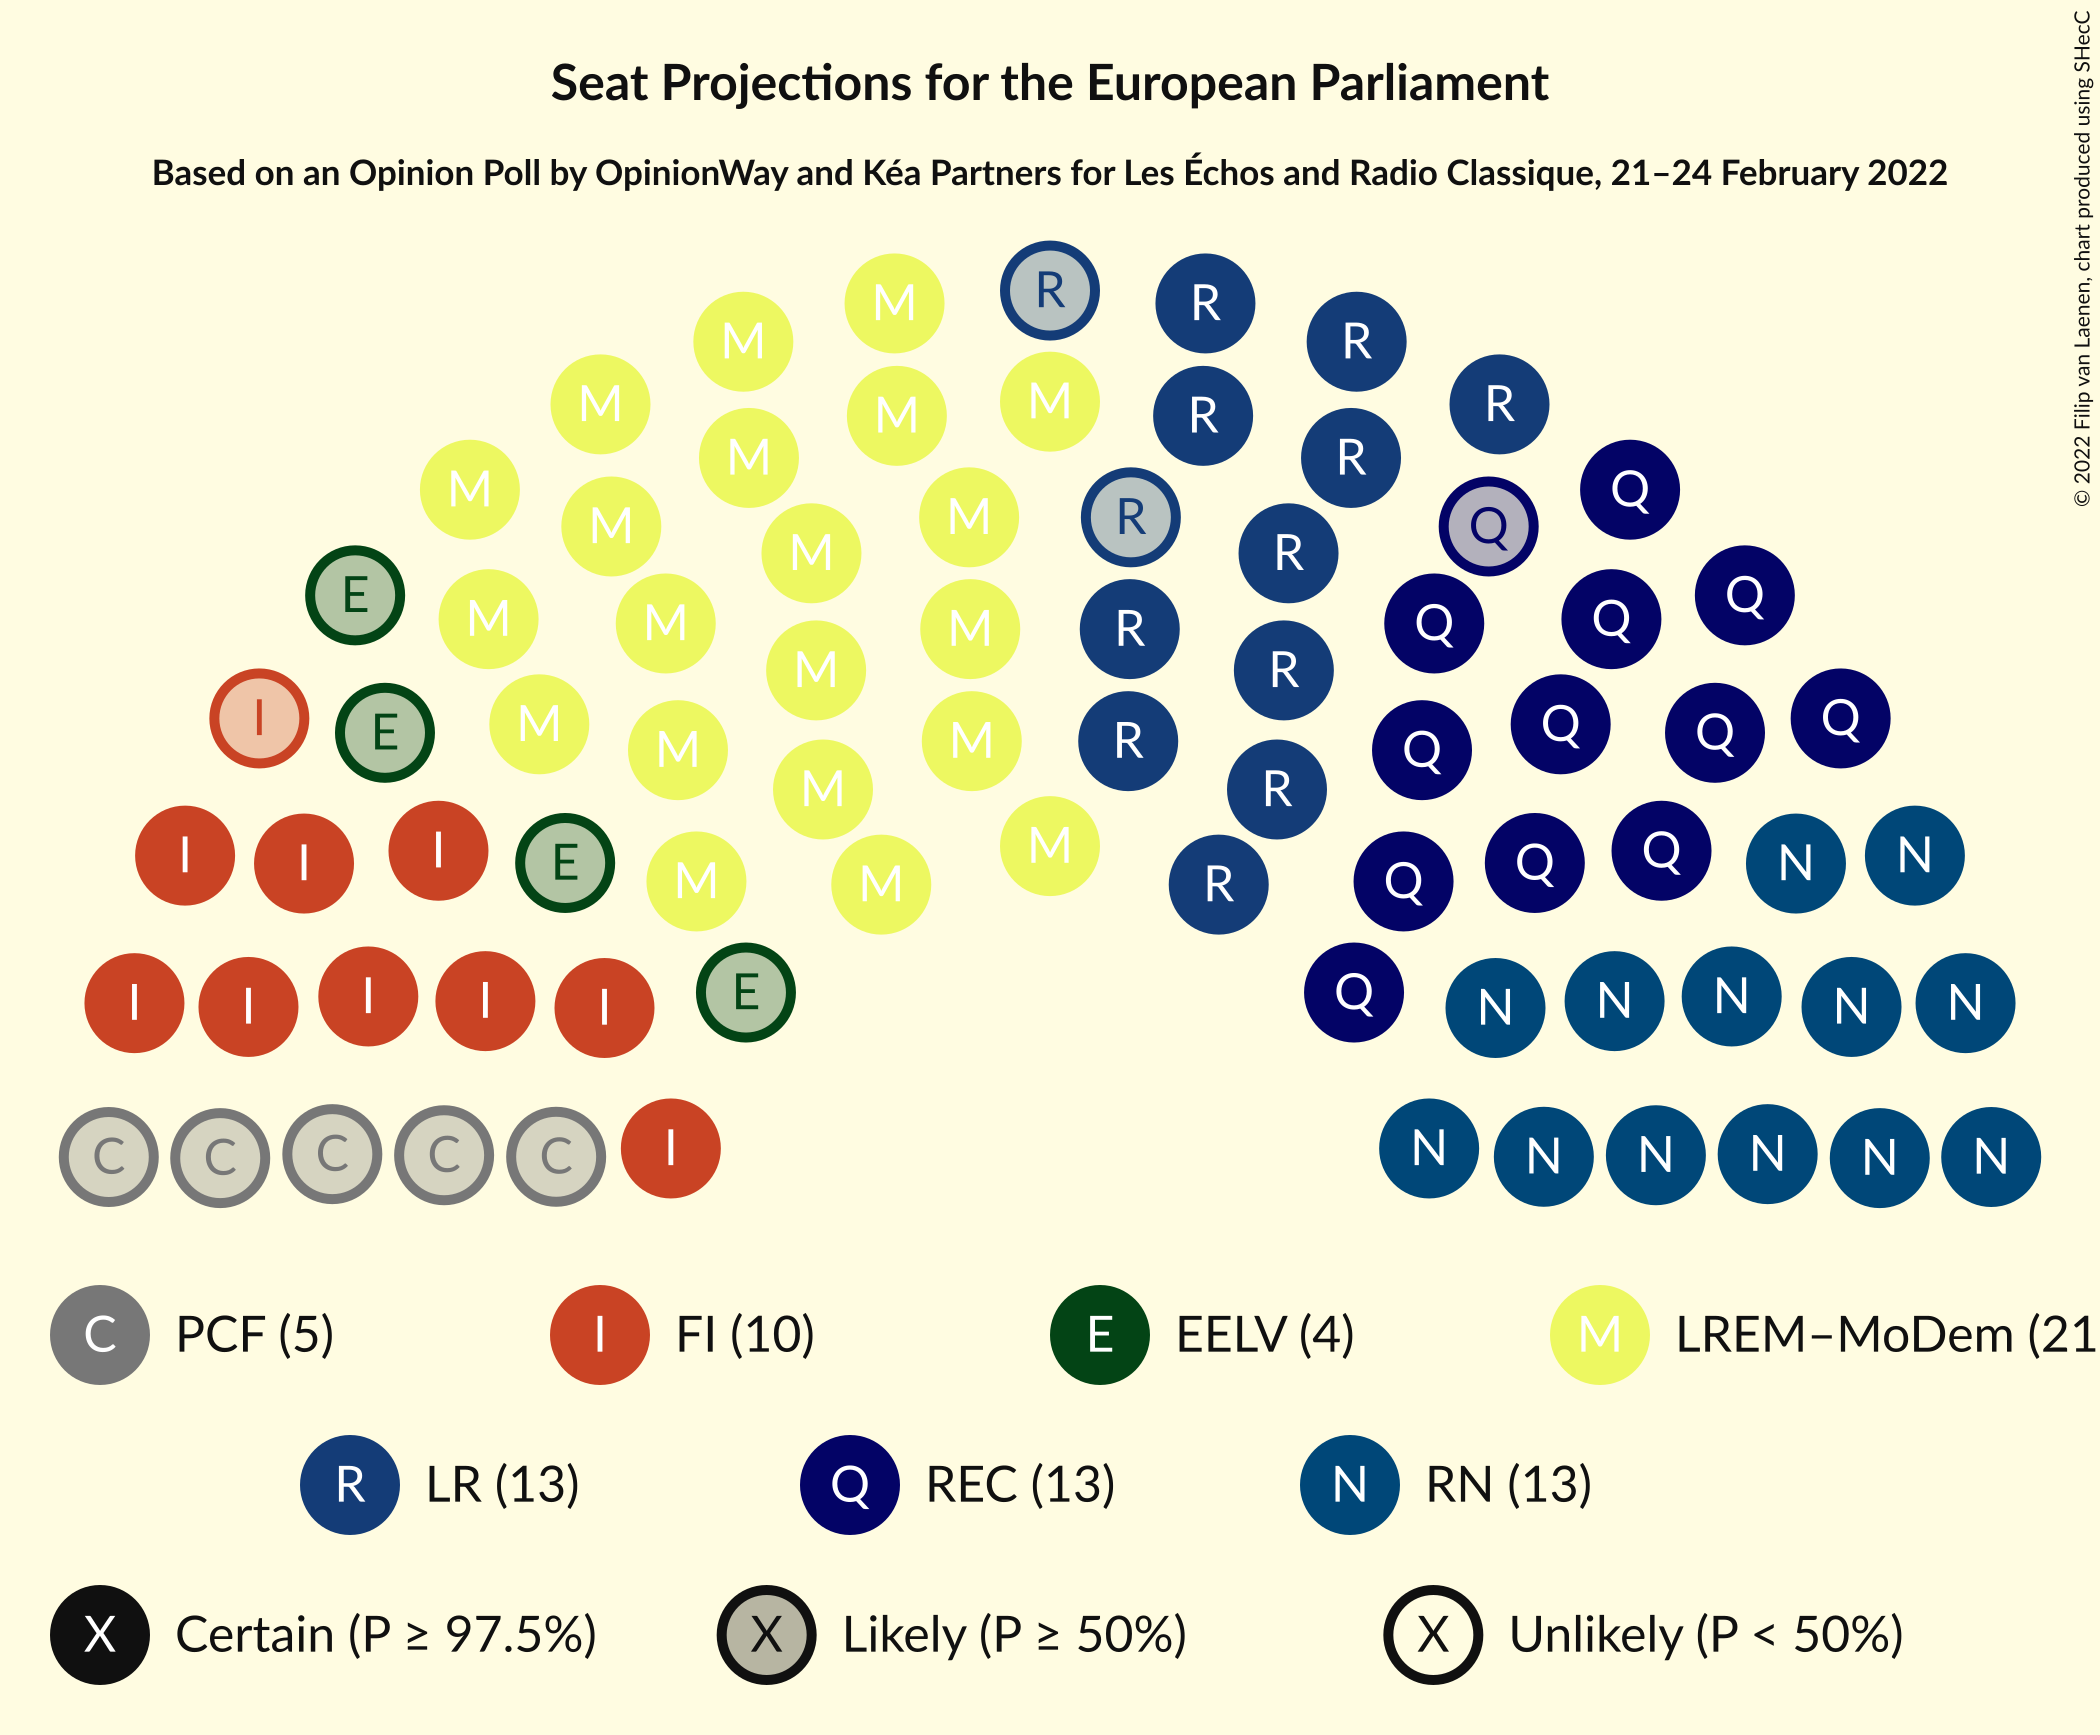 Seat Projections for the European Parliament
Based on an Opinion Poll by OpinionWay and Kéa Partners for Les Échos and Radio Classique, 21–24 February 2022
© 2022 Filip van Laenen, chart produced using SHecC
R
M R
M R
M M M R R
M M R
M M R Q Q
E M M M R R Q Q Q
M M M R R Q
I E M M M R R Q Q Q Q
M R
I I I E M M M R Q Q Q N N
I I I I I E Q N N N N N
C C C C C I N N N N N N
C PCF (5) I FI (10) E EELV (4) M LREM–MoDem (21
R LR (13) Q REC (13) N RN (13)
X Certain (P ≥ 97.5%) X Likely (P ≥ 50%) X Unlikely (P < 50%)